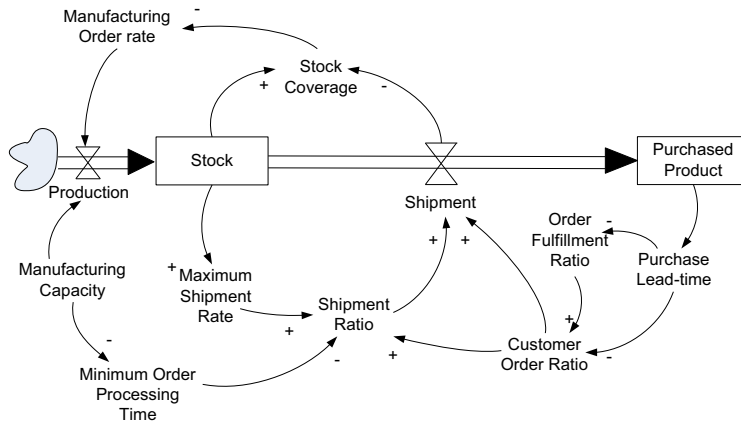 Manufacturing
Order rate
-
Stock
Coverage
+
-
Stock
Purchased
Product
Production
Shipment
Order
Fulfillment
Ratio
-
+
+
Purchase
Lead-time
Manufacturing
Capacity
+
Maximum
Shipment
Rate
Shipment
Ratio
+
+
Customer
Order Ratio
-
-
-
+
Minimum Order
Processing
Time